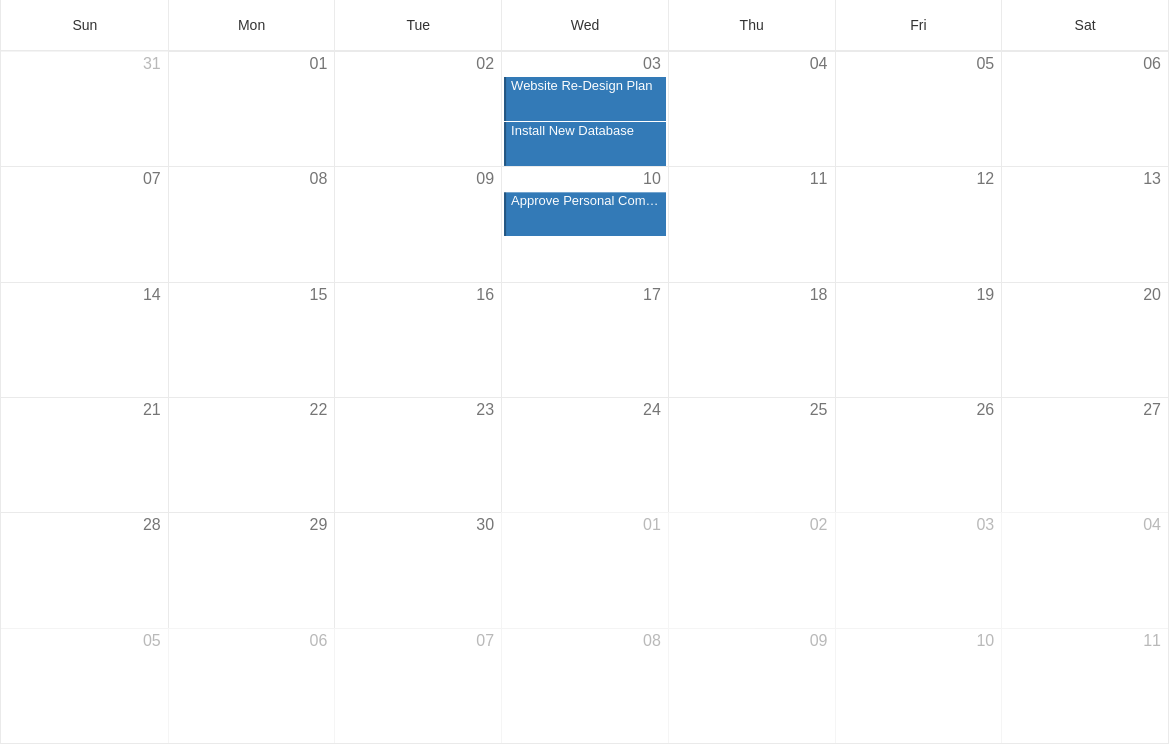 Sun Mon Tue Wed Thu Fri Sat
31 01 02 03 04 05 06
Website Re-Design Plan
Install New Database
07 08 09 10 11 12 13
Approve Personal Com…
14 15 16 17 18 19 20
21 22 23 24 25 26 27
28 29 30 01 02 03 04
05 06 07 08 09 10 11